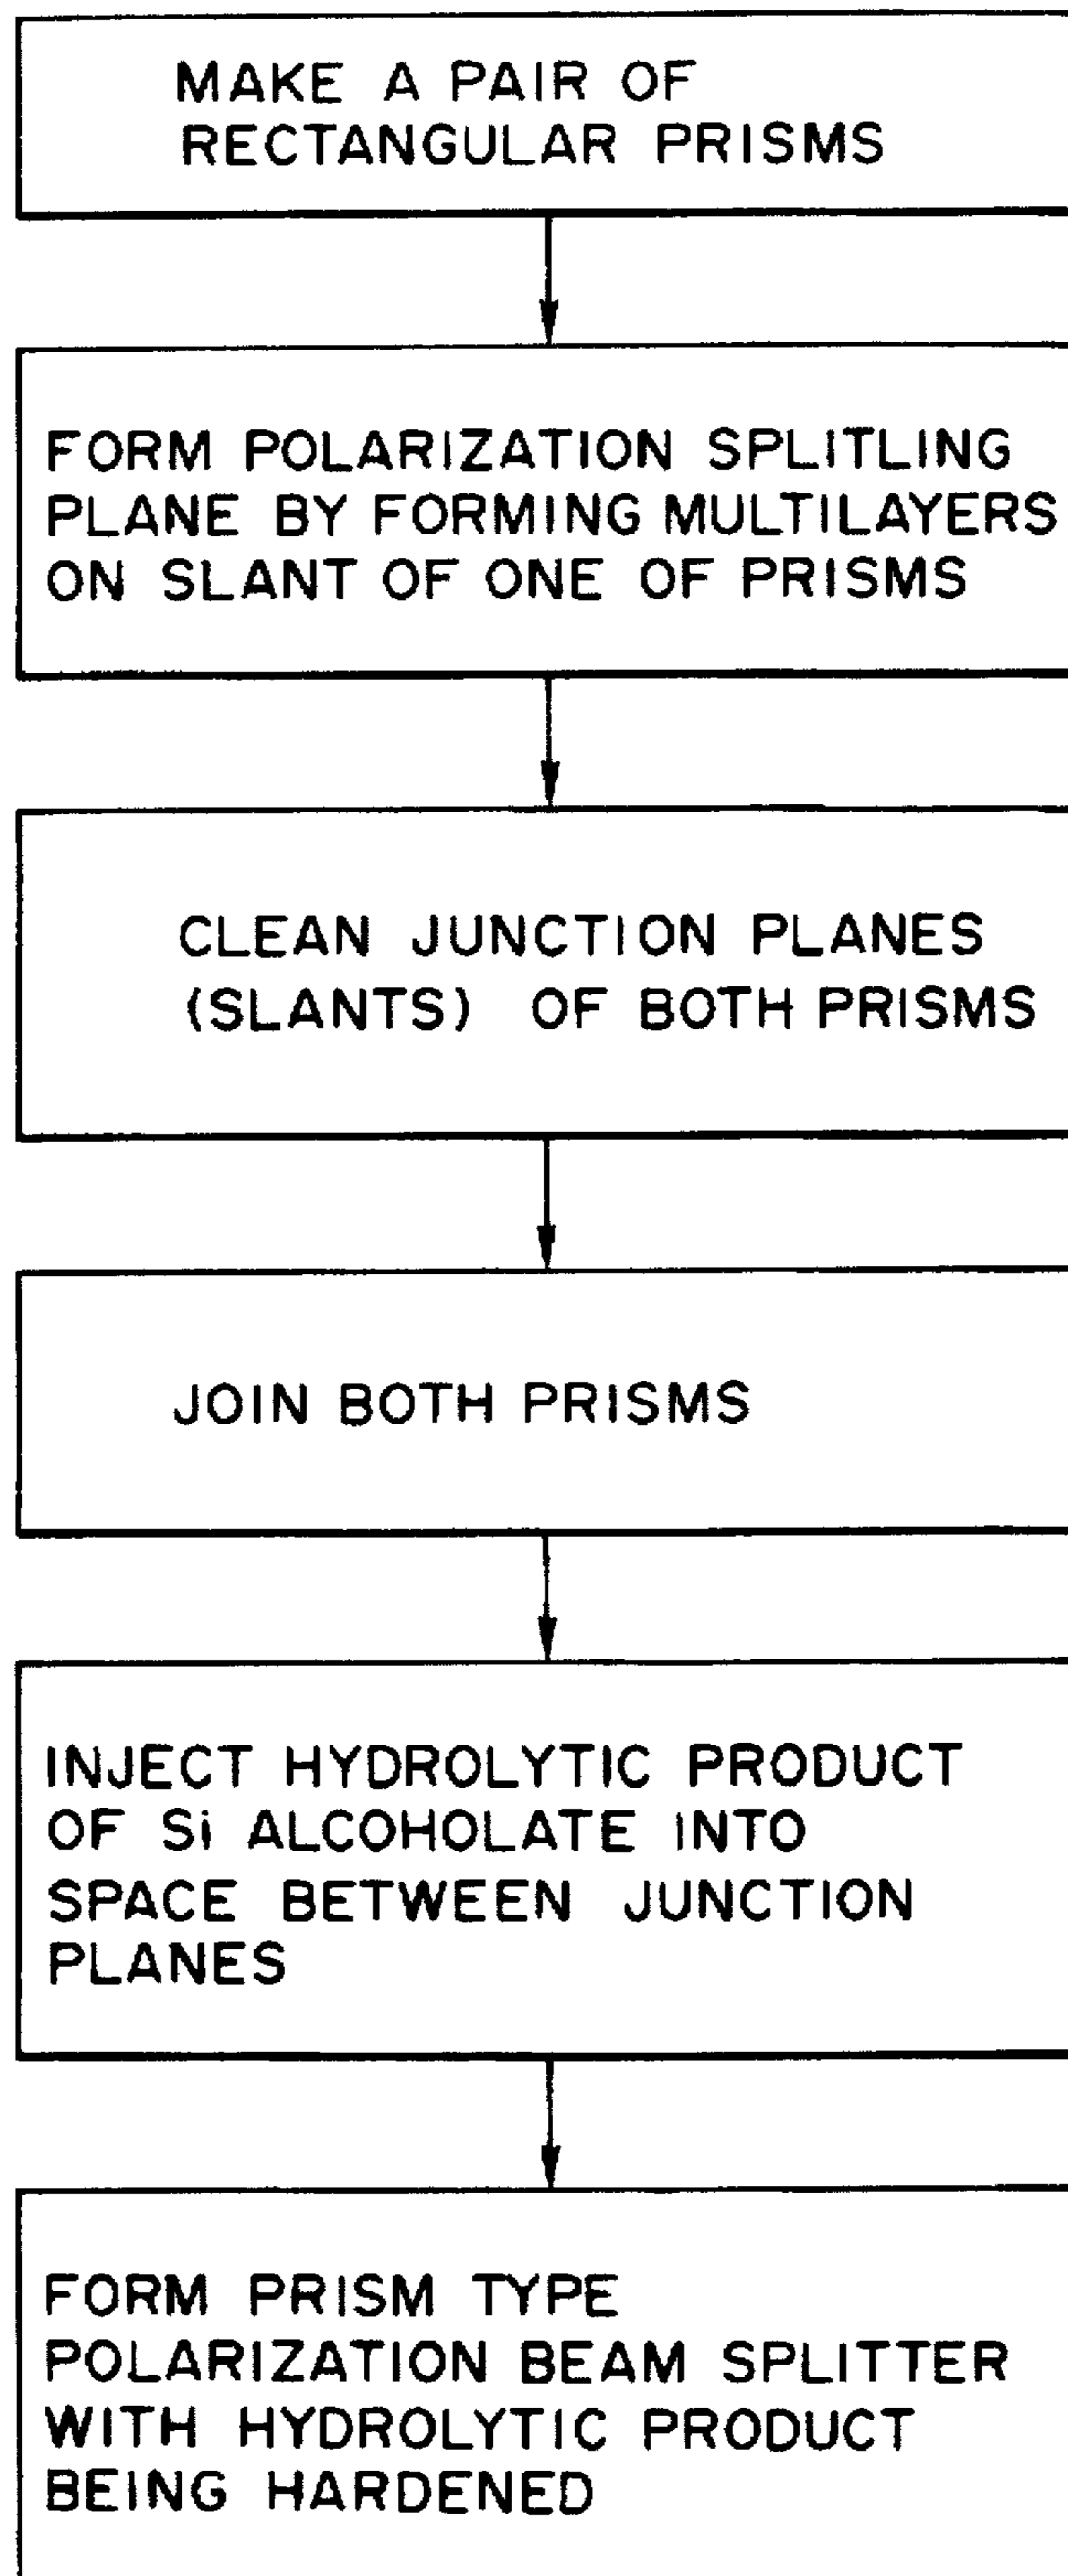 MAKE A PAIR OF
RECTANGULAR PRISMS
FORM POLARIZATION SPLITLING
PLANE BY FORMING MULTILAYERS
ON SLANT OF ONE OF PRISMS
CLEAN JUNCTION PLANES
(SLANTS) OF BOTH PRISMS
JOIN BOTH PRISMS
INJECT HYDROLYTIC PRODUCT
OF Si ALCOHOLATE INTO
SPACE BETWEEN JUNCTION
PLANES
FORM PRISM TYPE
POLARIZATION BEAM SPLITTER
WITH HYDROLYTIC PRODUCT
BEING HARDENED